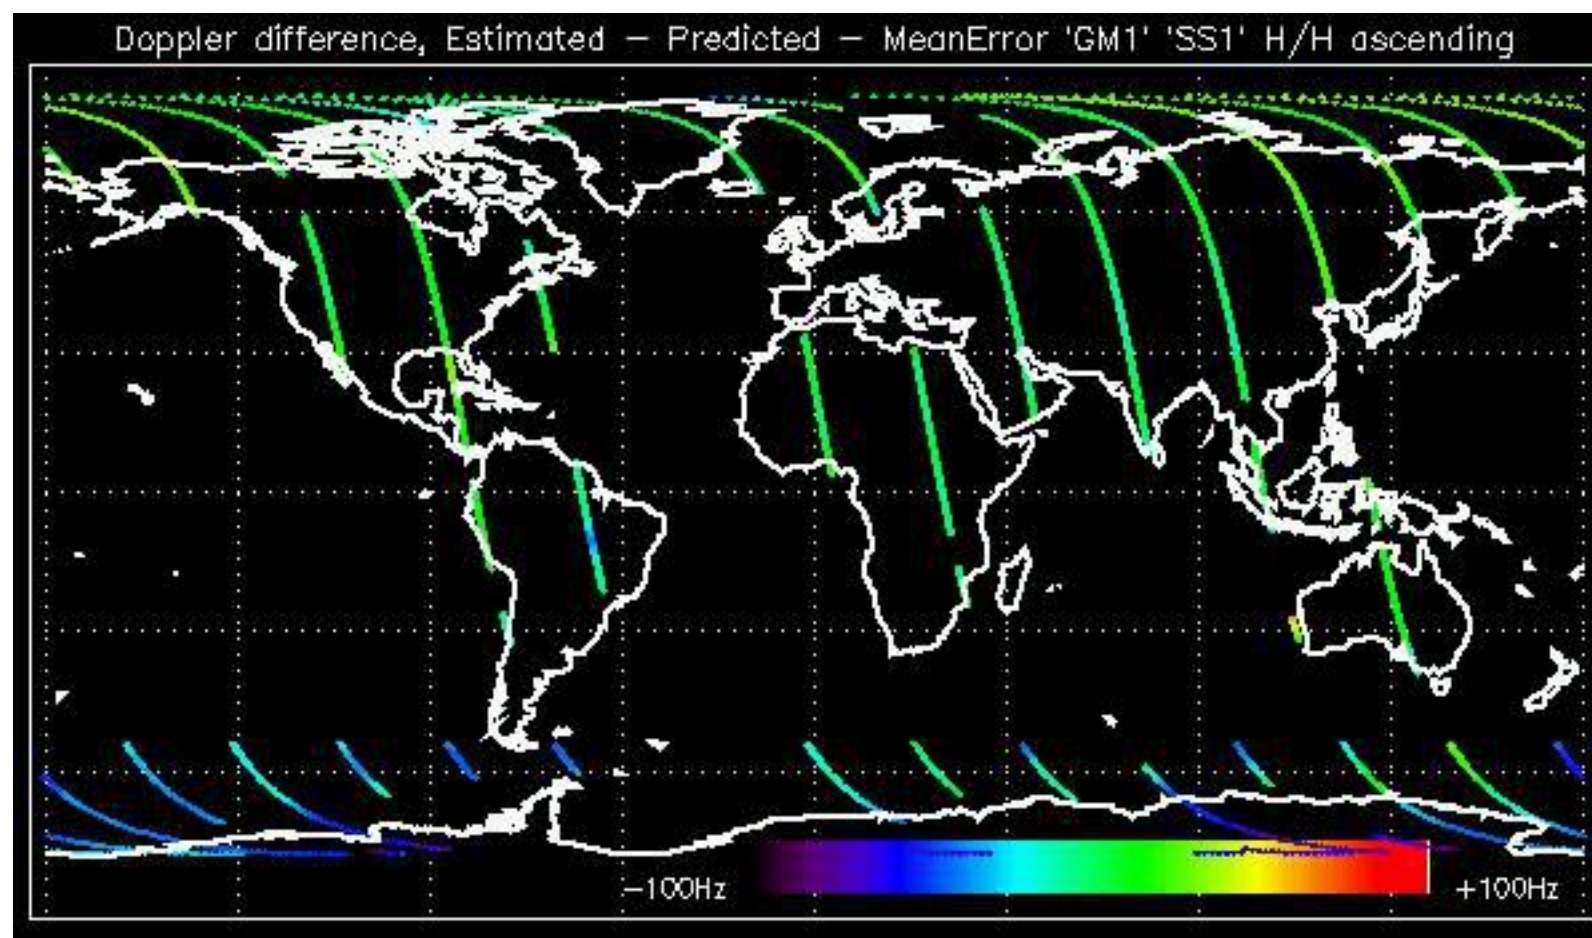 Doppler difference, Estimated – Predicted – MeanError 'GM1' 'SS1' H/H ascending
-100Hz
+100Hz